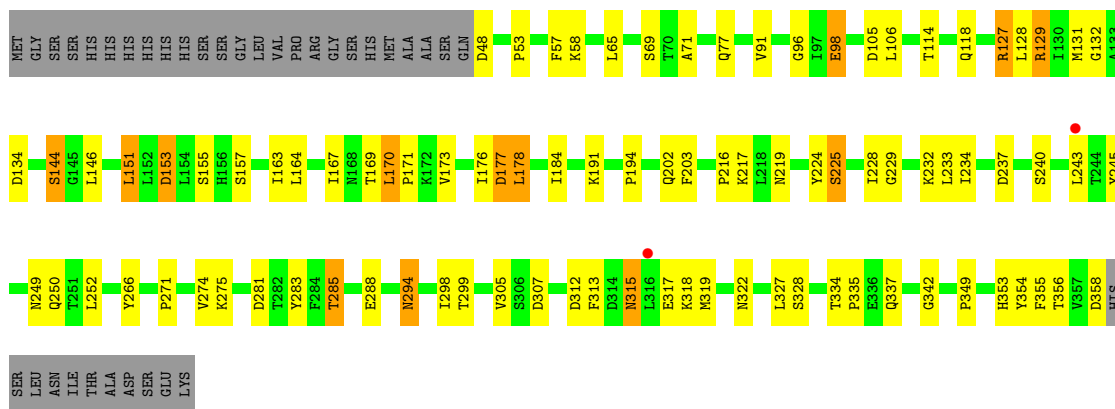 MET GLY SER SER HIS HIS HIS HIS HIS HIS SER SER GLY LEU VAL PRO ARG GLY SER HIS MET ALA ALA SER GLN D48 P53 F57 K58 L65 S69 T70 A71 Q77 V91 G96 I97 E98 D105 L106 T114 Q118 R127 L128 R129 I130 M131 G132 A133
D134 S144 G145 L146 L151 L152 D153 L154 S155 H156 S157 I163 L164 I167 N168 T169 L170 P171 K172 V173 I176 D177 L178 I184 K191 P194 Q202 F203 P216 K217 L218 N219 Y224 S225 I228 G229 K232 L233 I234 D237 S240 L243 T244 Y245
N249 Q250 T251 L252 Y266 P271 V274 K275 D281 T282 Y283 F284 T285 E288 N294 I298 T299 V305 S306 D307 D312 F313 D314 N315 L316 E317 K318 M319 N322 L327 S328 T334 P335 E336 Q337 G342 P349 H353 Y354 F355 T356 V357 D358 HIS
SER LEU ASN ILE THR ALA ASP SER GLU LYS